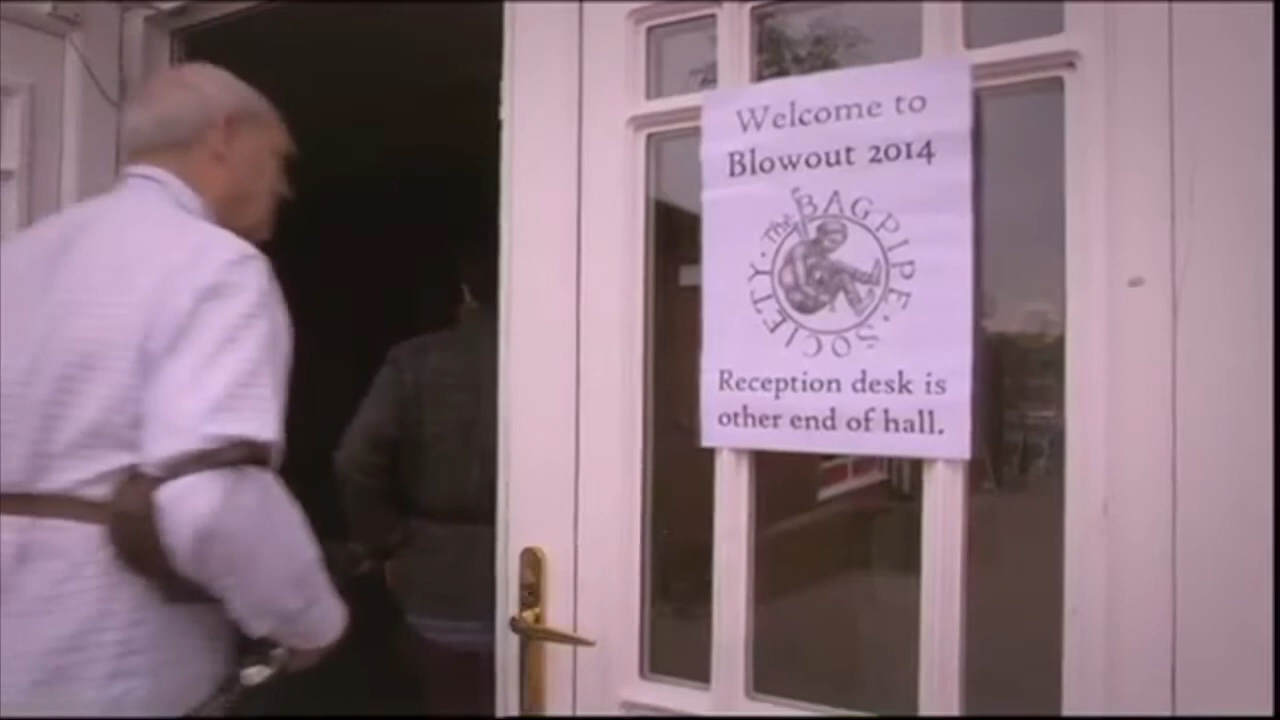 Welcome to
Blowout 2014
The BAGPIPE · SOCIETY ·
Reception desk is
other end of hall.